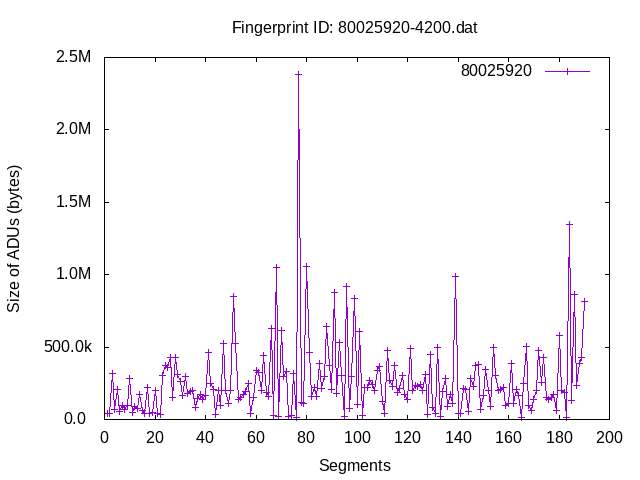 Fingerprint ID: 80025920-4200.dat
80025920
Size of ADUs (bytes)
2.5M
2.0M
1.5M
1.0M
500.0k
0.0
0 20 40 60 80 100 120 140 160 180 200
Segments